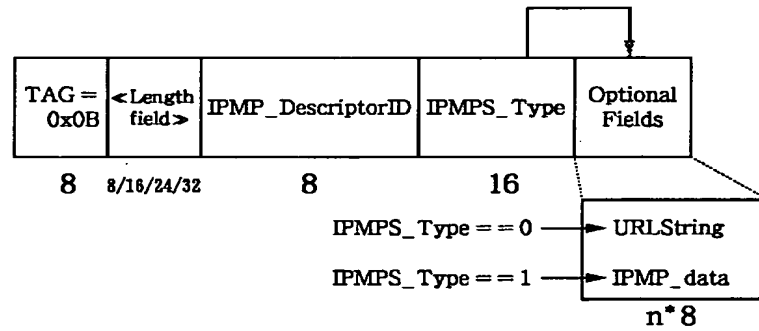 TAG =
0x0B
<Length
field>
IPMP_DescriptorID
IPMPS_Type
Optional
Fields
8
8/16/24/32
8
16
IPMPS_Type==0
URLString
IPMPS_Type==1
IPMP_data
n*8